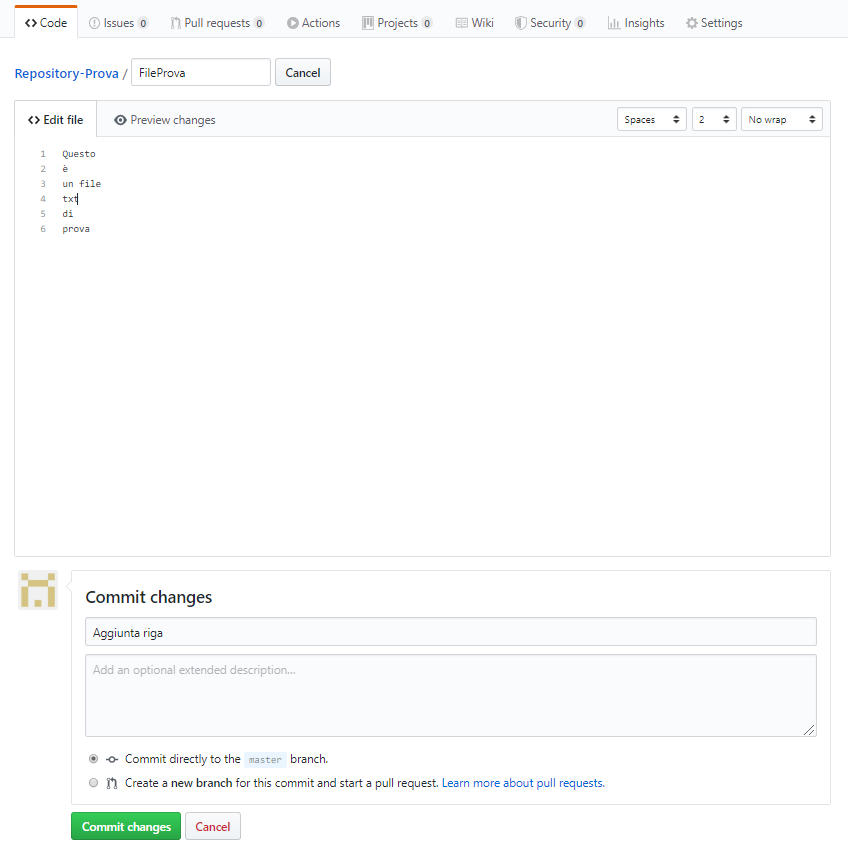 Code Issues 0 Pull requests 0 Actions Projects 0 Wiki Security 0 Insights Settings
Repository-Prova / FileProva Cancel
Edit file Preview changes Spaces 2 No wrap
1 Questo
2 è
3 un file
4 txt
5 di
6 prova
Commit changes
Aggiunta riga
Add an optional extended description...
Commit directly to the master branch.
Create a new branch for this commit and start a pull request. Learn more about pull requests.
Commit changes Cancel